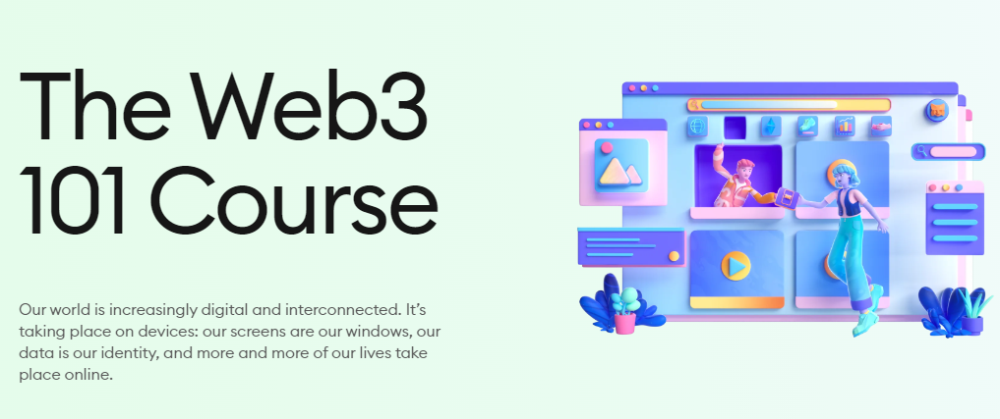 The Web3
101 Course
Our world is increasingly digital and interconnected. It’s
taking place on devices: our screens are our windows, our
data is our identity, and more and more of our lives take
place online.